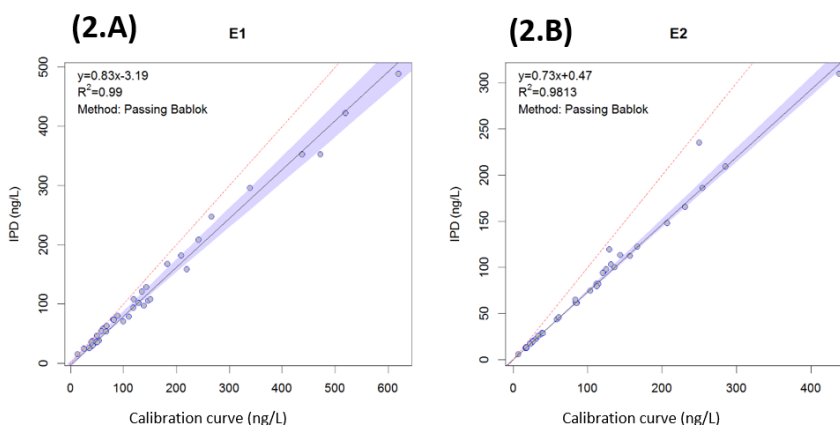 (2.A)
E1
y=0.83x-3.19
R²=0.99
Method: Passing Bablok
IPD (ng/L)
500
400
300
200
100
0
0 100 200 300 400 500 600
Calibration curve (ng/L)
(2.B)
E2
y=0.73x+0.47
R²=0.9813
Method: Passing Bablok
IPD (ng/L)
300
250
200
150
100
50
0
0 100 200 300 400
Calibration curve (ng/L)